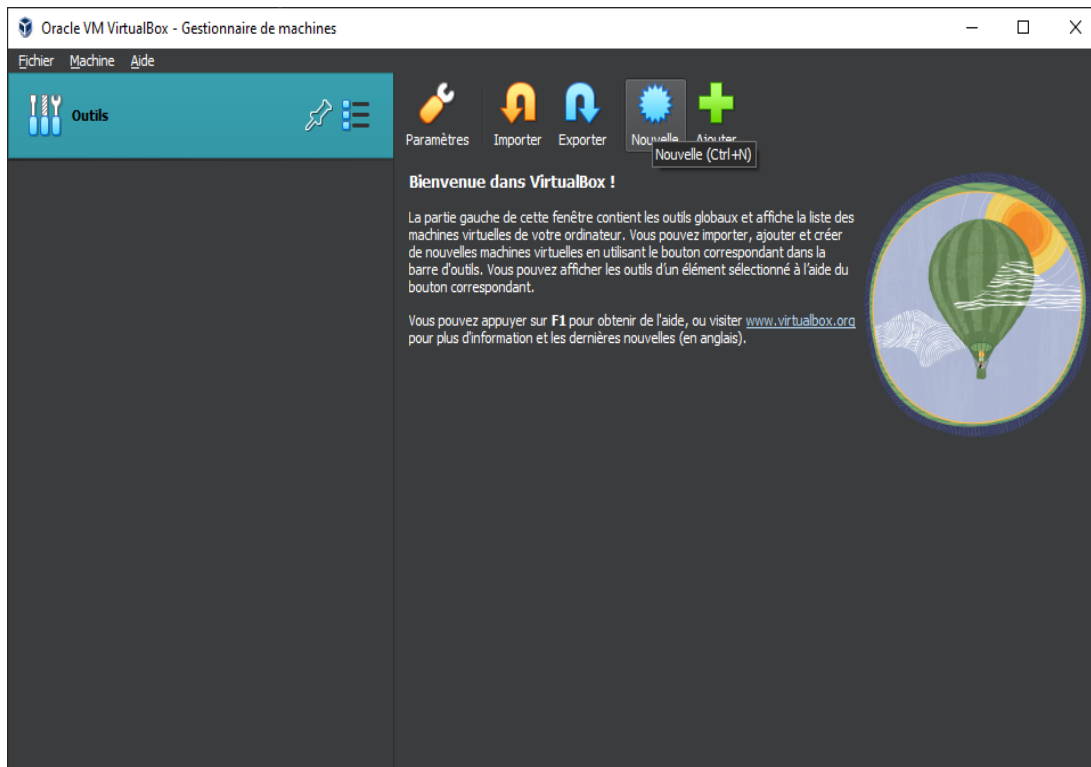 Oracle VM VirtualBox - Gestionnaire de machines
Fichier Machine Aide
Outils
Paramètres Importer Exporter Nouvelle Ajouter
Nouvelle (Ctrl+N)
Bienvenue dans VirtualBox !
La partie gauche de cette fenêtre contient les outils globaux et affiche la liste des
machines virtuelles de votre ordinateur. Vous pouvez importer, ajouter et créer
de nouvelles machines virtuelles en utilisant le bouton correspondant dans la
barre d'outils. Vous pouvez afficher les outils d'un élément sélectionné à l'aide du
bouton correspondant.
Vous pouvez appuyer sur F1 pour obtenir de l'aide, ou visiter www.virtualbox.org
pour plus d'information et les dernières nouvelles (en anglais).